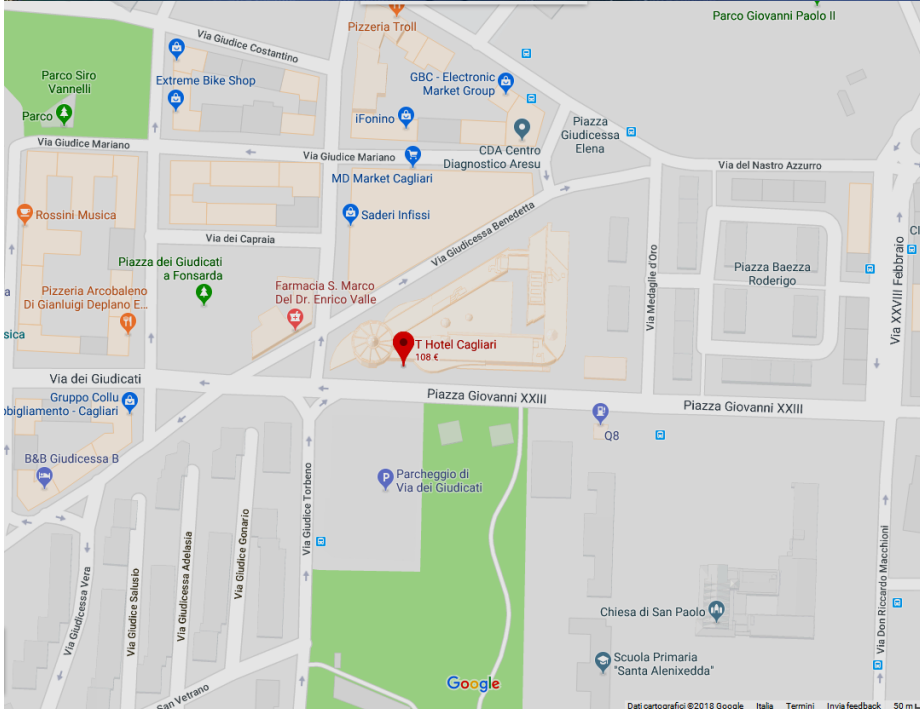 Parco Giovanni Paolo II
Pizzeria Troll
Via Giudice Costantino
Parco Siro
Vannelli
Extreme Bike Shop
GBC - Electronic
Market Group
Parco
iFonino
Piazza
Giudicessa
Elena
Via Giudice Mariano
Via Giudice Mariano
CDA Centro
Diagnostico Aresu
MD Market Cagliari
Via del Nastro Azzurro
Rossini Musica
Saderi Infissi
Via Giudicessa Benedetta
Via dei Capraia
Piazza dei Giudicati
a Fonsarda
Via Medaglie d'Oro
Piazza Baezza
Roderigo
Via XXVIII Febbraio
Cl
a
Pizzeria Arcobaleno
Di Gianluigi Deplano E...
Farmacia S. Marco
Del Dr. Enrico Valle
sica
T Hotel Cagliari
108 €
Via dei Giudicati
Piazza Giovanni XXIII
Piazza Giovanni XXIII
Gruppo Collu
obigliamento - Cagliari
Q8
B&B Giudicessa B
Parcheggio di
Via dei Giudicati
Via Giudice Torbeno
Via Giudice Gonario
Via Giudicessa Adelasia
Via Giudice Salusio
Via Giudicessa Vera
Via Don Riccardo Macchioni
Chiesa di San Paolo
Scuola Primaria
"Santa Alenixedda"
San Vetrano
Google
Dati cartografici ©2018 Google Italia Termini Invia feedback 50 m